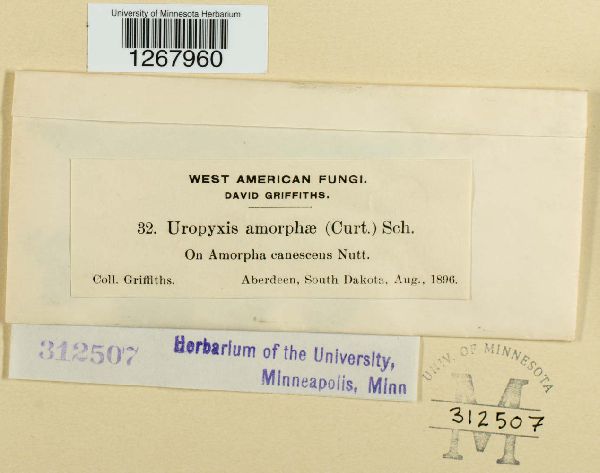 University of Minnesota Herbarium
1267960
WEST AMERICAN FUNGI.
DAVID GRIFFITHS.
32. Uropyxis amorphæ (Curt.) Sch.
On Amorpha canescens Nutt.
Coll. Griffiths. Aberdeen, South Dakota, Aug., 1896.
312507 Herbarium of the University,
Minneapolis, Minn
UNIV. OF MINNESOTA
M
312507